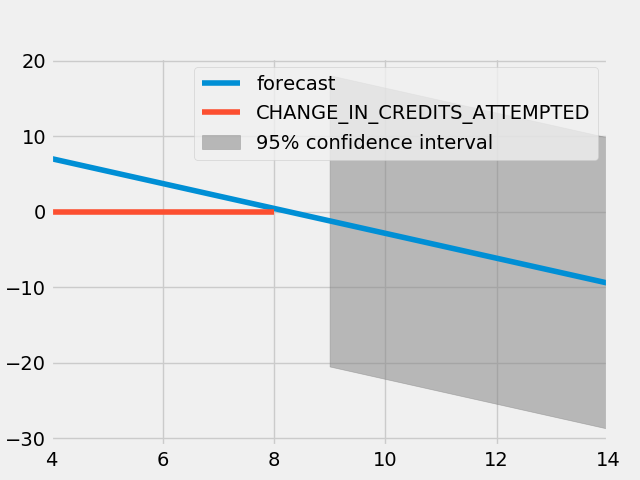 20
10
0
−10
−20
−30
4 6 8 10 12 14
forecast
CHANGE_IN_CREDITS_ATTEMPTED
95% confidence interval